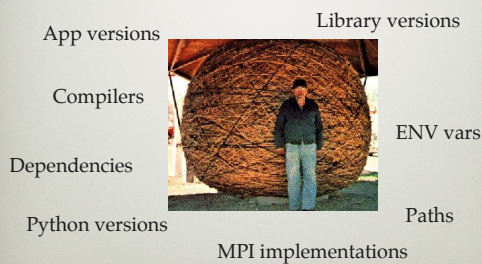 Library versions
App versions
Compilers
ENV vars
Dependencies
Paths
Python versions
MPI implementations